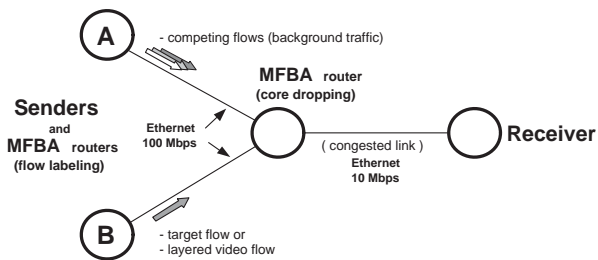 A
- competing flows (background traffic)
MFBA router
(core dropping)
Senders
and
MFBA routers
(flow labeling)
Ethernet
100 Mbps
( congested link )
Ethernet
10 Mbps
Receiver
B
- target flow or
- layered video flow